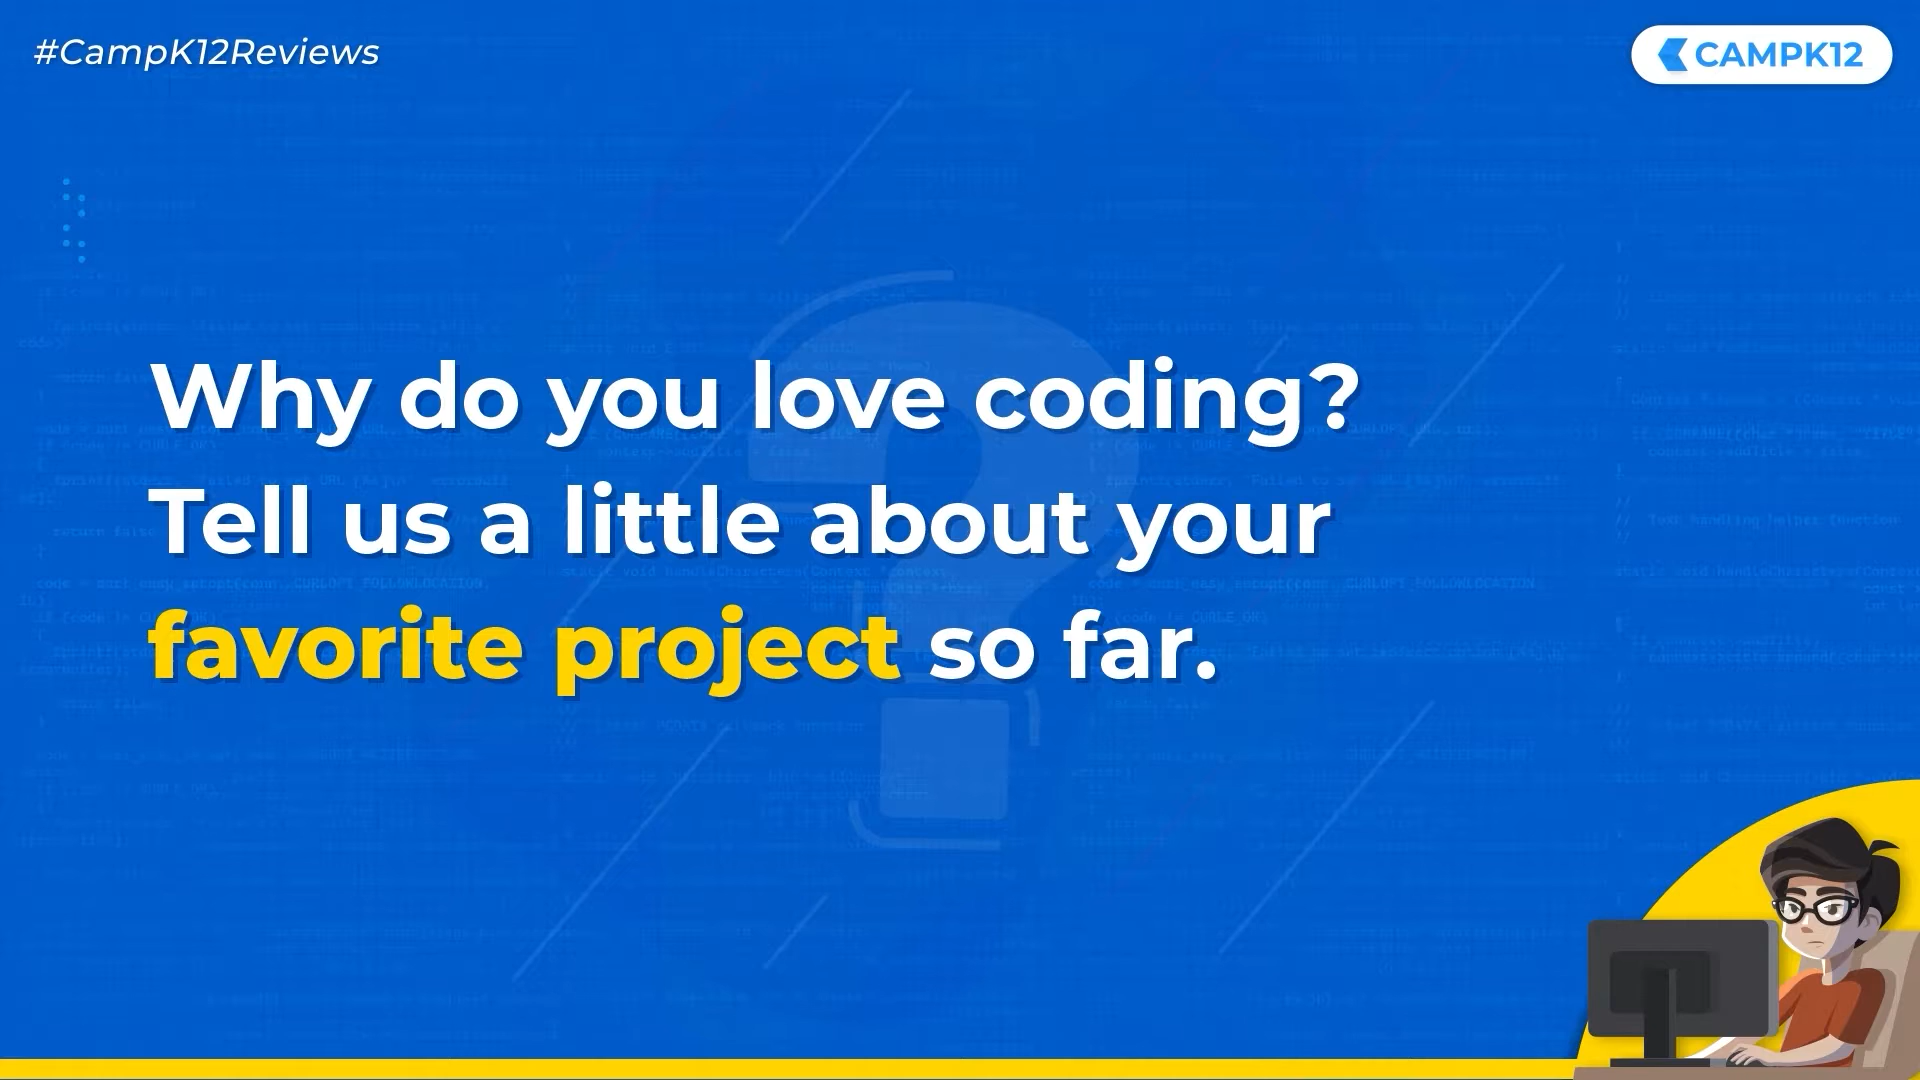 #CampK12Reviews
CAMPK12
Why do you love coding?
Tell us a little about your
favorite project so far.